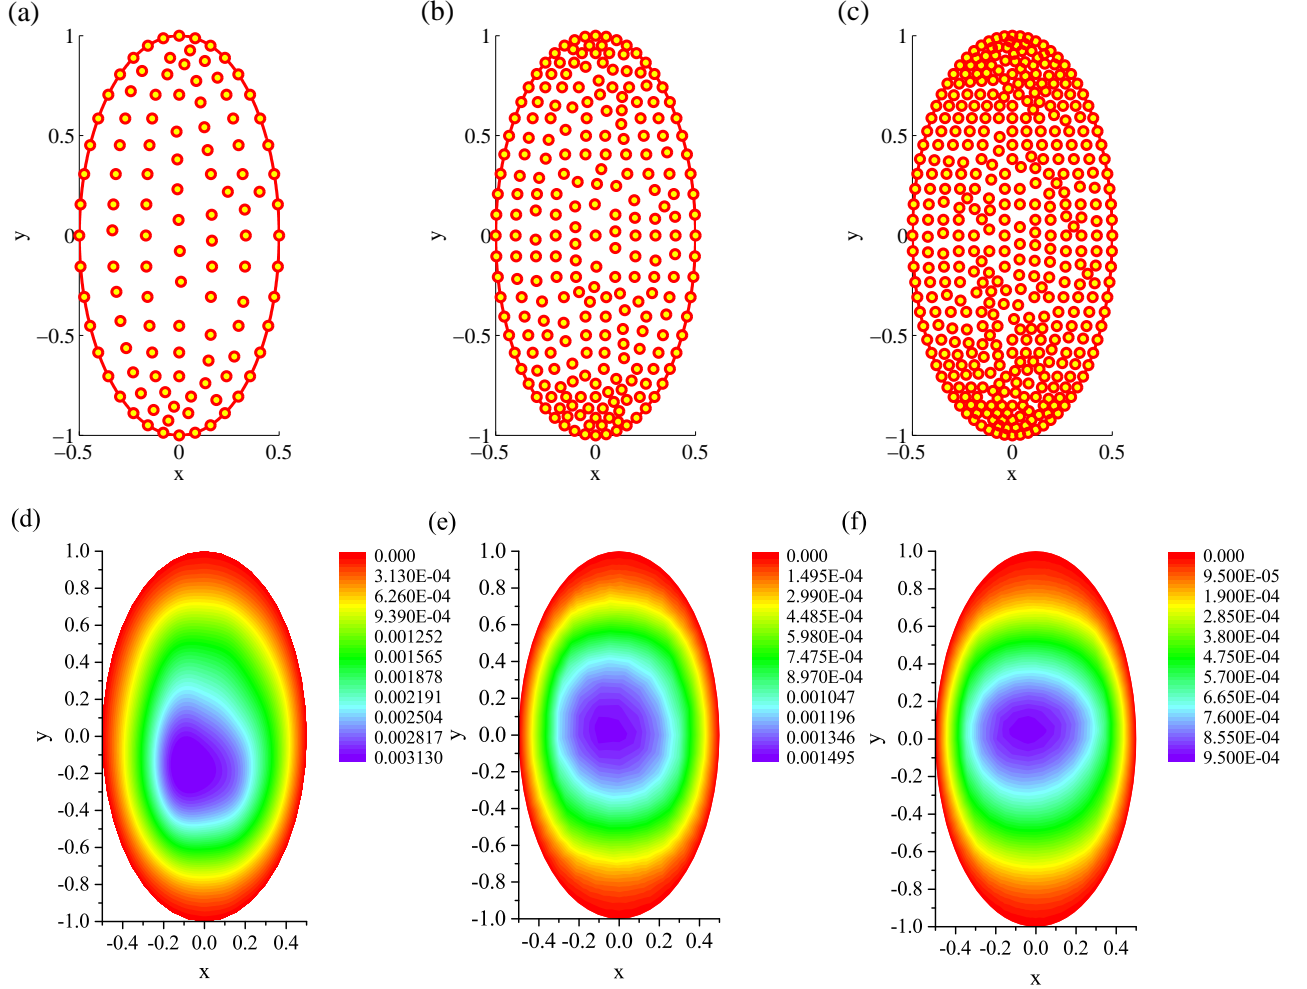 (a)
1
0.5
y
0
−0.5
−1
−0.5
0
0.5
x
(b)
1
0.5
y
0
−0.5
−1
−0.5
0
0.5
x
(c)
1
0.5
y
0
−0.5
−1
−0.5
0
0.5
x
(d)
1.0
0.8
0.6
0.4
0.2
0.0
-0.2
-0.4
-0.6
-0.8
-1.0
y
-0.4
-0.2
0.0
0.2
0.4
x
0.000
3.130E-04
6.260E-04
9.390E-04
0.001252
0.001565
0.001878
0.002191
0.002504
0.002817
0.003130
(e)
1.0
0.8
0.6
0.4
0.2
0.0
-0.2
-0.4
-0.6
-0.8
-1.0
y
-0.4
-0.2
0.0
0.2
0.4
x
0.000
1.495E-04
2.990E-04
4.485E-04
5.980E-04
7.475E-04
8.970E-04
0.001047
0.001196
0.001346
0.001495
(f)
1.0
0.8
0.6
0.4
0.2
0.0
-0.2
-0.4
-0.6
-0.8
-1.0
y
-0.4
-0.2
0.0
0.2
0.4
x
0.000
9.500E-05
1.900E-04
2.850E-04
3.800E-04
4.750E-04
5.700E-04
6.650E-04
7.600E-04
8.550E-04
9.500E-04